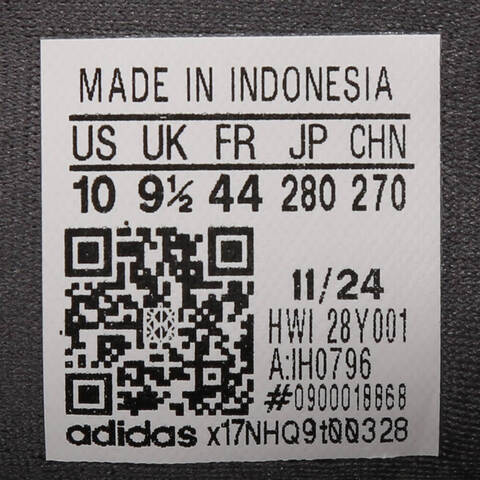 MADE IN INDONESIA
US UK FR JP CHN
10 9½ 44 280 270
11/24
HWI 28Y001
A:IH0796
#0900018868
adidas x17NHQ9t00328